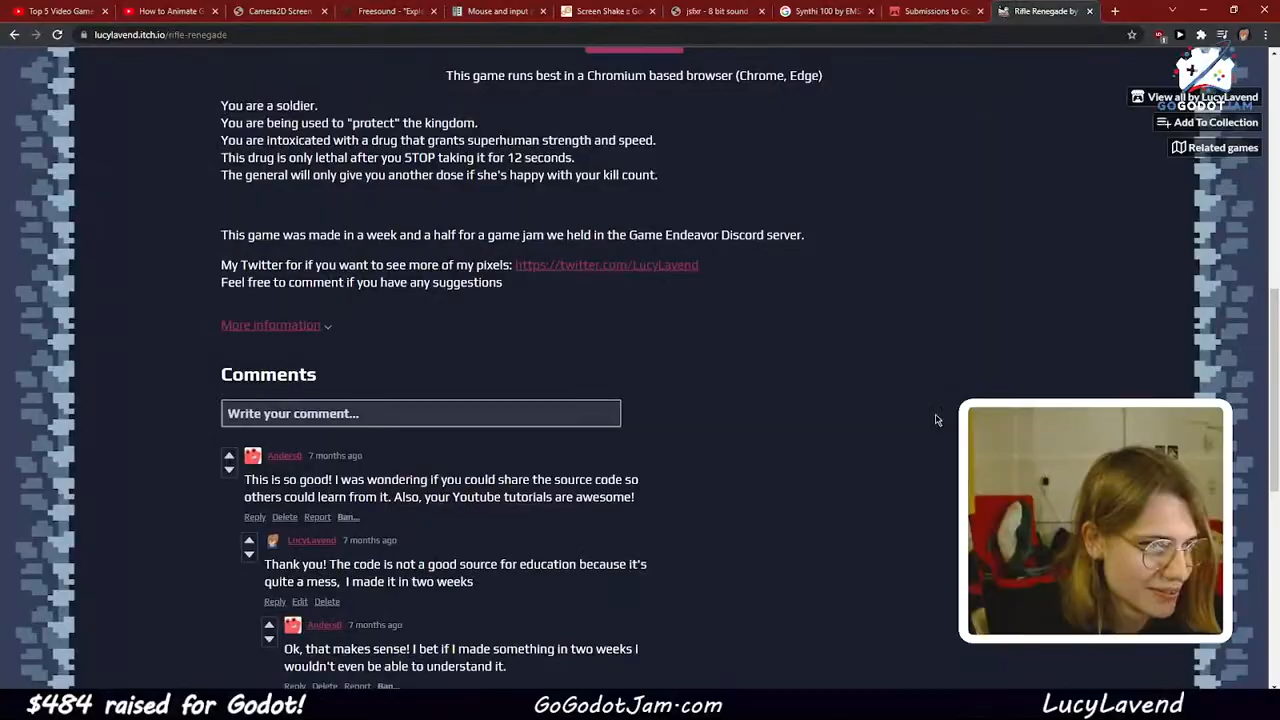 Top 5 Video Game
How to Animate G
Camera2D Screen
Freesound - "Expl
Mouse and input
Screen Shake :: Go
jsfxr - 8 bit sound
Synthi 100 by EMS
Submissions to Go
Rifle Renegade by
lucylavend.itch.io/rifle-renegade
This game runs best in a Chromium based browser (Chrome, Edge)
View all by LucyLavend
GOGODOTJAM
Add To Collection
Related games
You are a soldier.
You are being used to "protect" the kingdom.
You are intoxicated with a drug that grants superhuman strength and speed.
This drug is only lethal after you STOP taking it for 12 seconds.
The general will only give you another dose if she's happy with your kill count.
This game was made in a week and a half for a game jam we held in the Game Endeavor Discord server.
My Twitter for if you want to see more of my pixels: https://twitter.com/LucyLavend
Feel free to comment if you have any suggestions
More information
Comments
Write your comment...
Anders0 7 months ago
This is so good! I was wondering if you could share the source code so
others could learn from it. Also, your Youtube tutorials are awesome!
Reply Delete Report Ban...
LucyLavend 7 months ago
Thank you! The code is not a good source for education because it's
quite a mess, I made it in two weeks
Reply Edit Delete
Anders0 7 months ago
Ok, that makes sense! I bet if I made something in two weeks I
wouldn't even be able to understand it.
Reply Delete Report Ban...
$484 raised for Godot!
GoGodotJam.com
LucyLavend